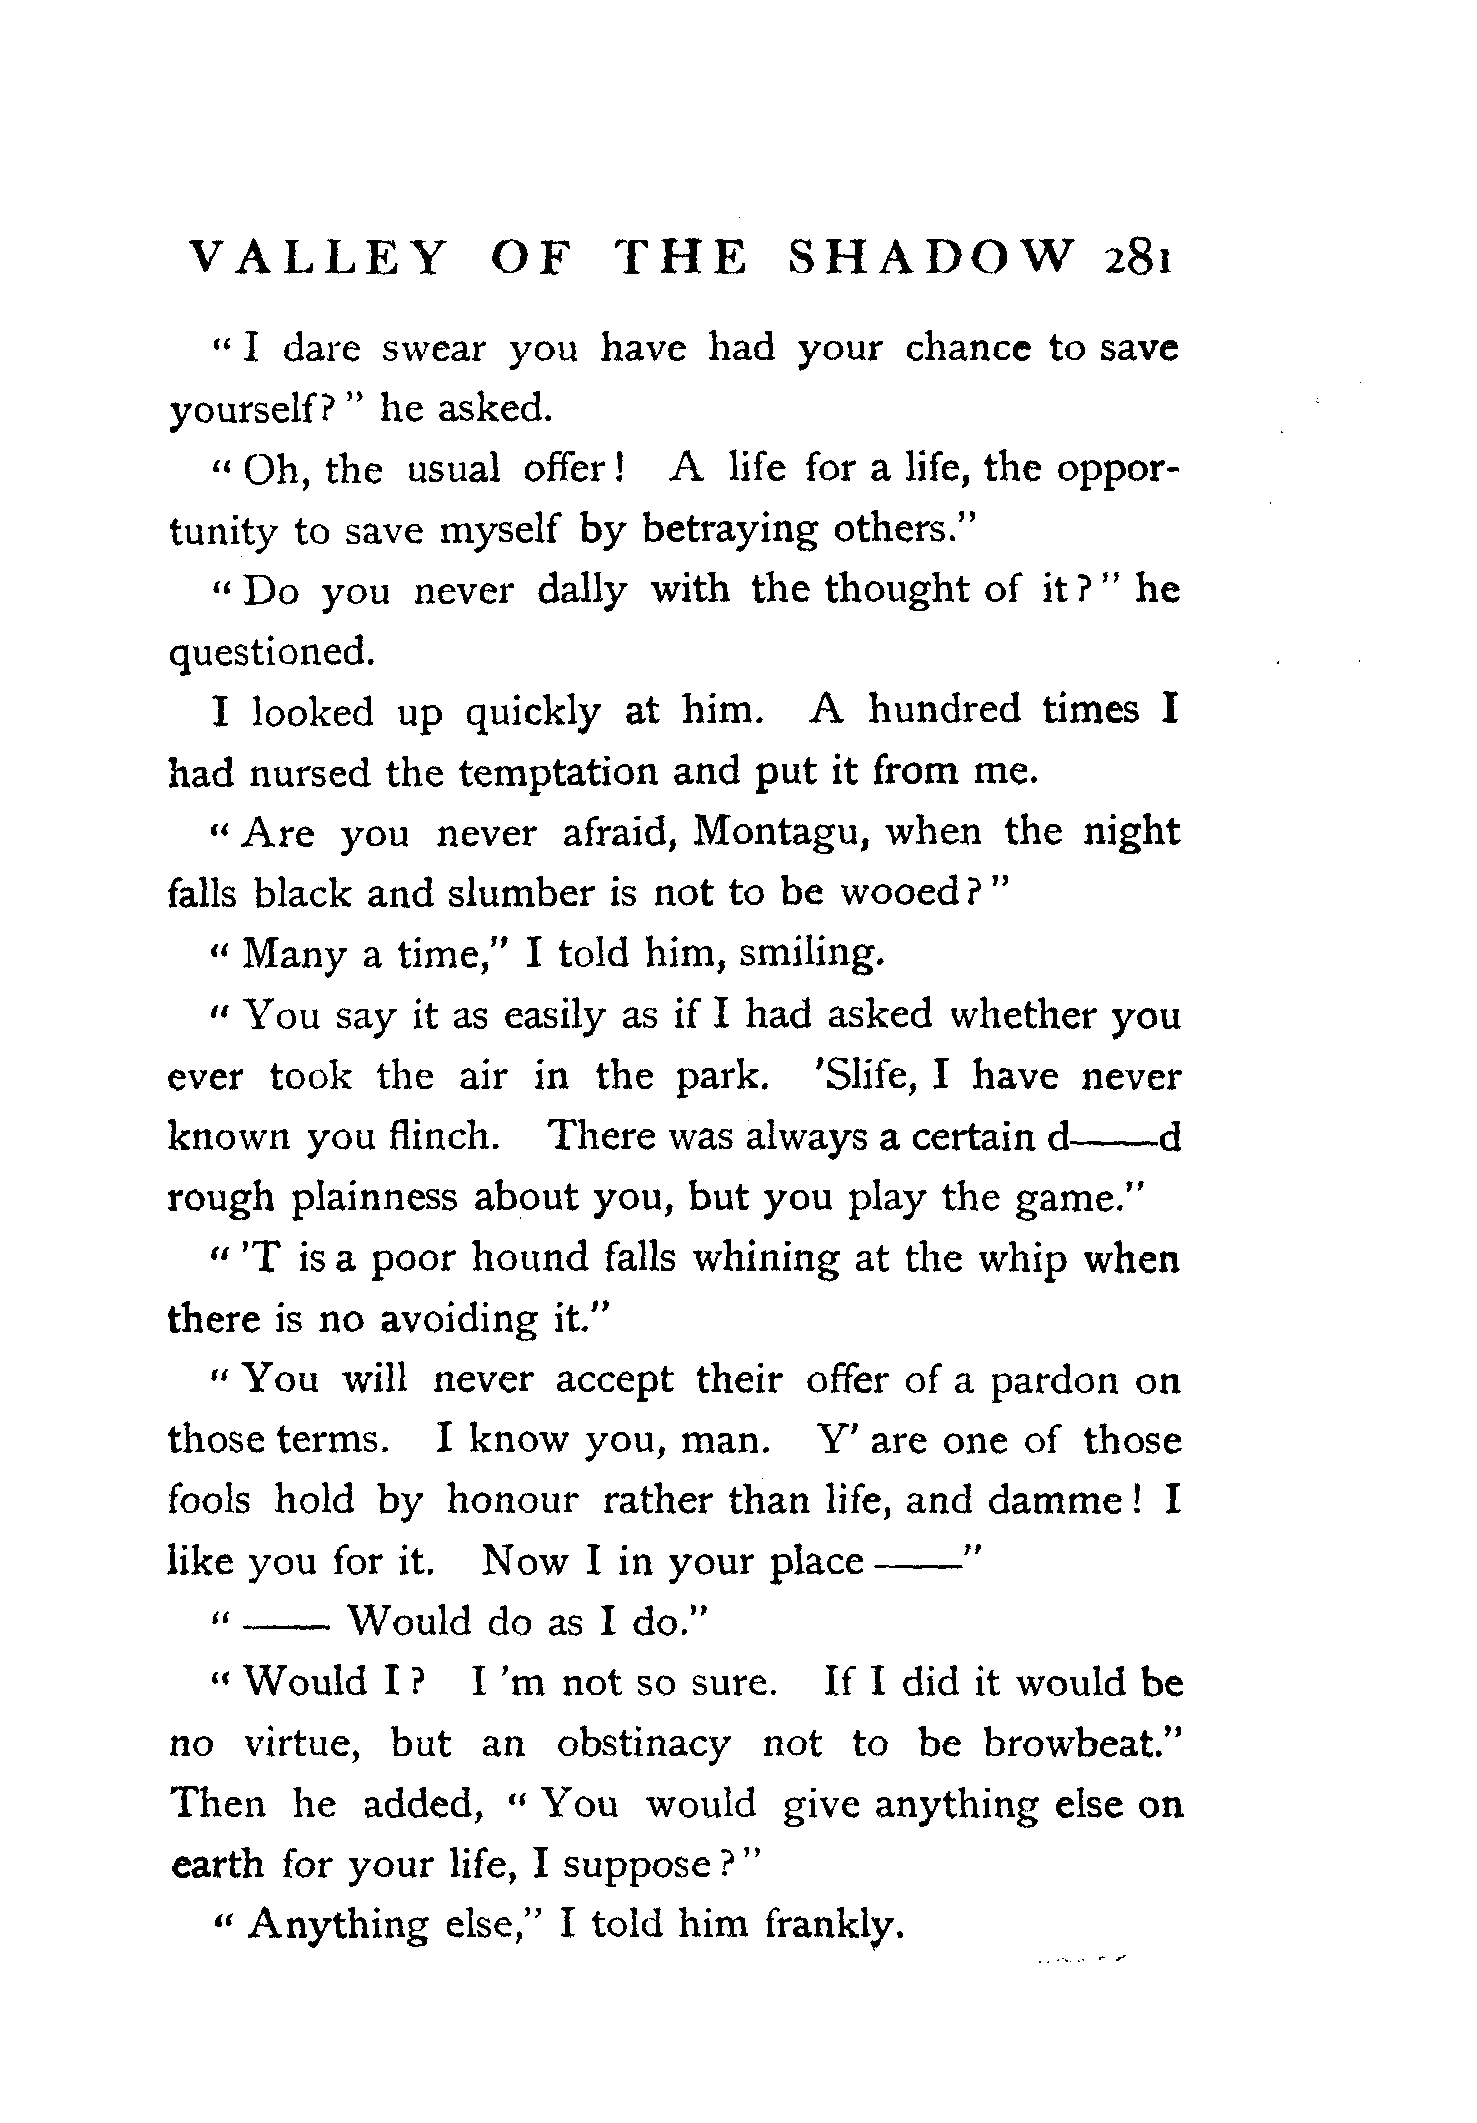 VALLEY OF THE SHADOW 281
“ I dare swear you have had your chance to save
yourself? ” he asked.
“ Oh, the usual offer! A life for a life, the oppor-
tunity to save myself by betraying others.”
“ Do you never dally with the thought of it? ” he
questioned.
I looked up quickly at him. A hundred times I
had nursed the temptation and put it from me.
“ Are you never afraid, Montagu, when the night
falls black and slumber is not to be wooed? ”
“ Many a time,” I told him, smiling.
“ You say it as easily as if I had asked whether you
ever took the air in the park. ’Slife, I have never
known you flinch. There was always a certain d——d
rough plainness about you, but you play the game.”
“ ’T is a poor hound falls whining at the whip when
there is no avoiding it.”
“ You will never accept their offer of a pardon on
those terms. I know you, man. Y’ are one of those
fools hold by honour rather than life, and damme! I
like you for it. Now I in your place ——”
“ —— Would do as I do.”
“ Would I? I ’m not so sure. If I did it would be
no virtue, but an obstinacy not to be browbeat.”
Then he added, “ You would give anything else on
earth for your life, I suppose? ”
“ Anything else,” I told him frankly.